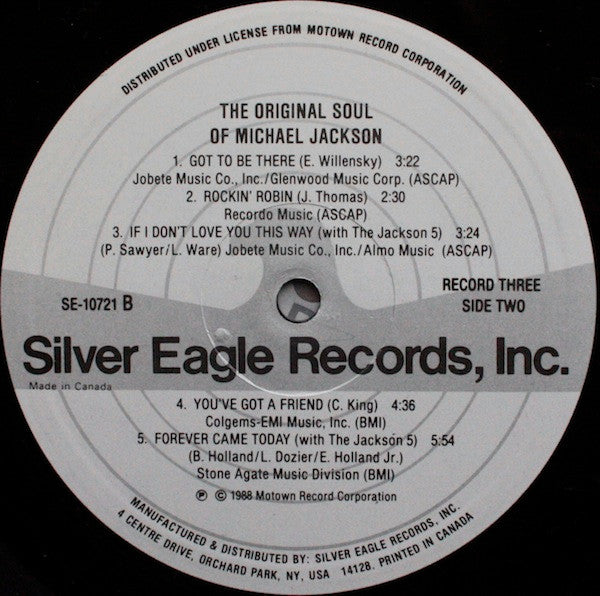 DISTRIBUTED UNDER LICENSE FROM MOTOWN RECORD CORPORATION
THE ORIGINAL SOUL
OF MICHAEL JACKSON
1. GOT TO BE THERE (E. Willensky) 3:22
Jobete Music Co., Inc./Glenwood Music Corp. (ASCAP)
2. ROCKIN' ROBIN (J. Thomas) 2:30
Recordo Music (ASCAP)
3. IF I DON'T LOVE YOU THIS WAY (with The Jackson 5) 3:24
(P. Sawyer/L. Ware) Jobete Music Co., Inc./Almo Music (ASCAP)
SE-10721 B
RECORD THREE
SIDE TWO
Silver Eagle Records, Inc.
Made in Canada
4. YOU'VE GOT A FRIEND (C. King) 4:36
Colgems-EMI Music, Inc. (BMI)
5. FOREVER CAME TODAY (with The Jackson 5) 5:54
(B. Holland/L. Dozier/E. Holland Jr.)
Stone Agate Music Division (BMI)
℗ © 1988 Motown Record Corporation
MANUFACTURED & DISTRIBUTED BY: SILVER EAGLE RECORDS, INC.
4 CENTRE DRIVE, ORCHARD PARK, NY, USA 14128. PRINTED IN CANADA